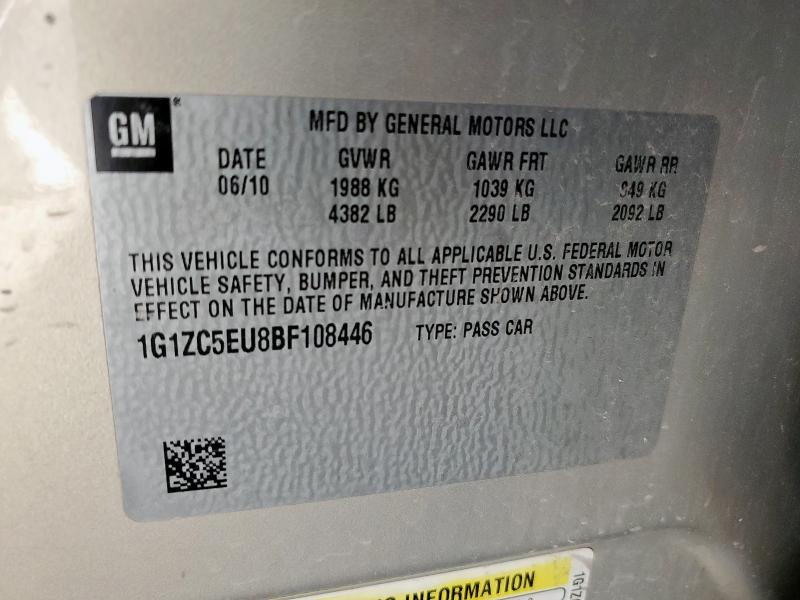 GM
MFD BY GENERAL MOTORS LLC
DATE GVWR GAWR FRT GAWR RR
06/10 1988 KG 1039 KG 949 KG
4382 LB 2290 LB 2092 LB
THIS VEHICLE CONFORMS TO ALL APPLICABLE U.S. FEDERAL MOTOR
VEHICLE SAFETY, BUMPER, AND THEFT PREVENTION STANDARDS IN
EFFECT ON THE DATE OF MANUFACTURE SHOWN ABOVE.
1G1ZC5EU8BF108446 TYPE: PASS CAR
INFORMATION
1G1ZC